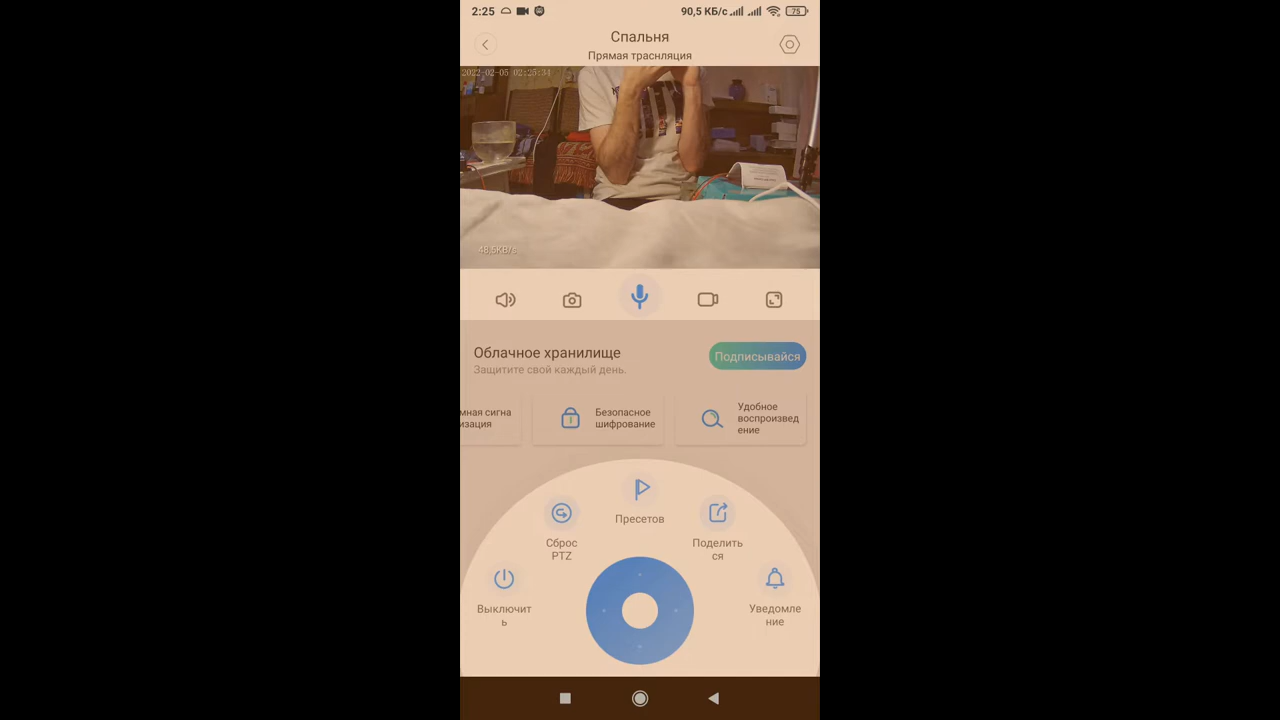 2:25
90,5 КБ/с
75
Спальня
Прямая трасляция
2022-02-05 02:25:34
48,5KB/s
Облачное хранилище
Защитите свой каждый день.
Подписывайся
мная сигна
изация
Безопасное
шифрование
Удобное
воспроизвед
ение
Пресетов
Сброс
PTZ
Поделить
ся
Выключит
ь
Уведомле
ние